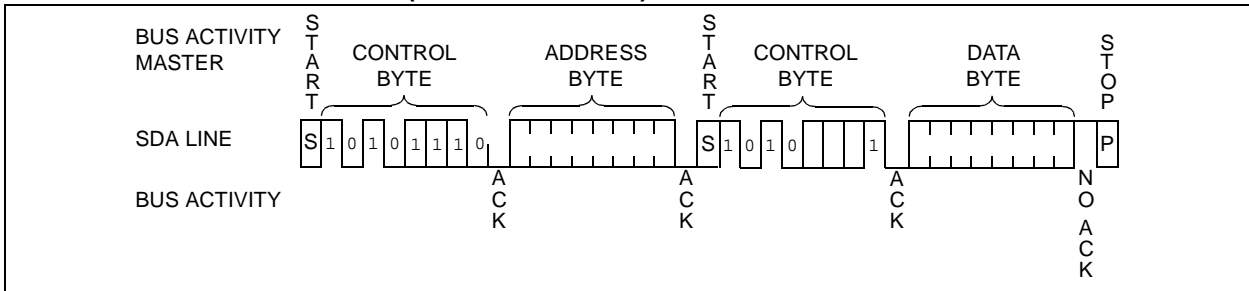 BUS ACTIVITY
MASTER
START
CONTROL
BYTE
ADDRESS
BYTE
START
CONTROL
BYTE
DATA
BYTE
STOP
SDA LINE
S 1 0 1 0 1 1 1 0
S 1 0 1 0 1
P
BUS ACTIVITY
ACK
ACK
ACK
NO ACK